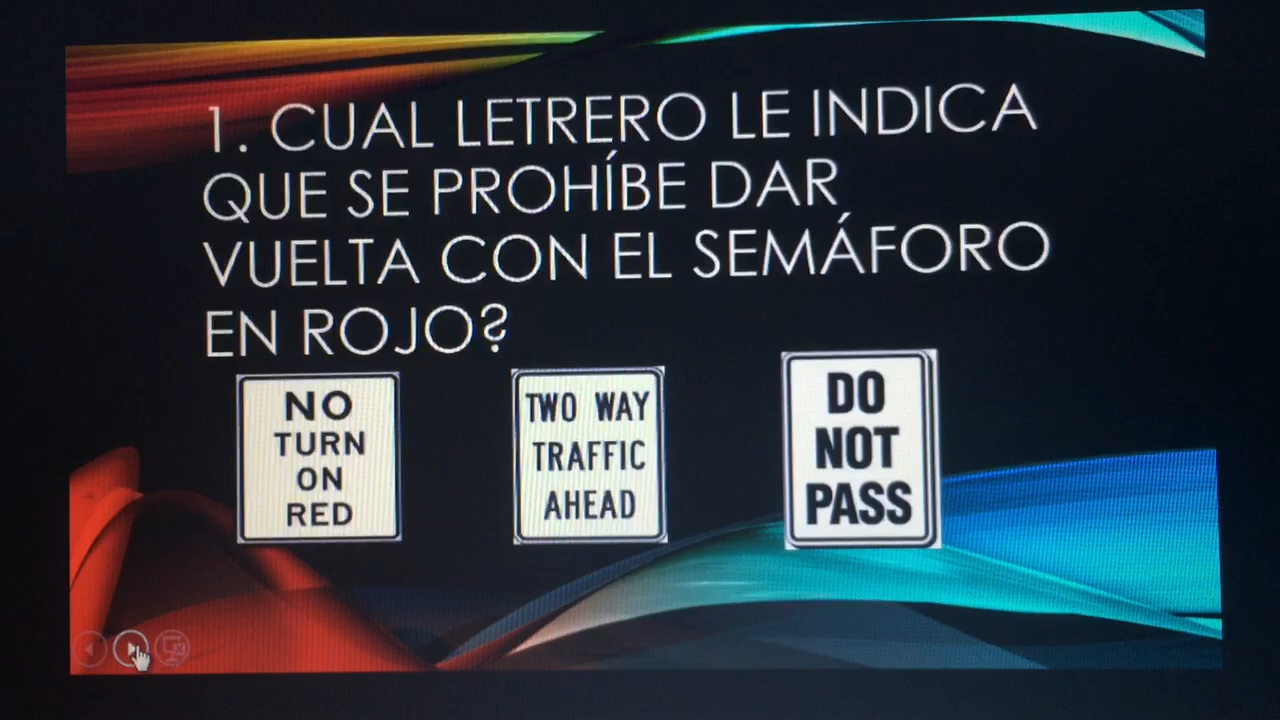 1. CUAL LETRERO LE INDICA
QUE SE PROHÍBE DAR
VUELTA CON EL SEMÁFORO
EN ROJO?
NO
TURN
ON
RED
TWO WAY
TRAFFIC
AHEAD
DO
NOT
PASS